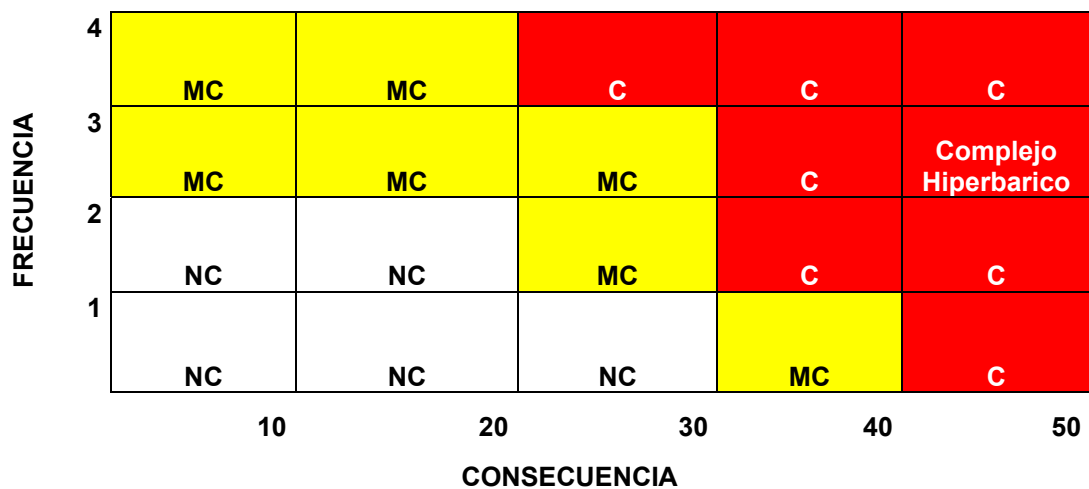 FRECUENCIA
4
MC MC C C C
3
Complejo
Hiperbarico
MC MC MC C
2
NC NC MC C C
1
NC NC NC MC C
10 20 30 40 50
CONSECUENCIA